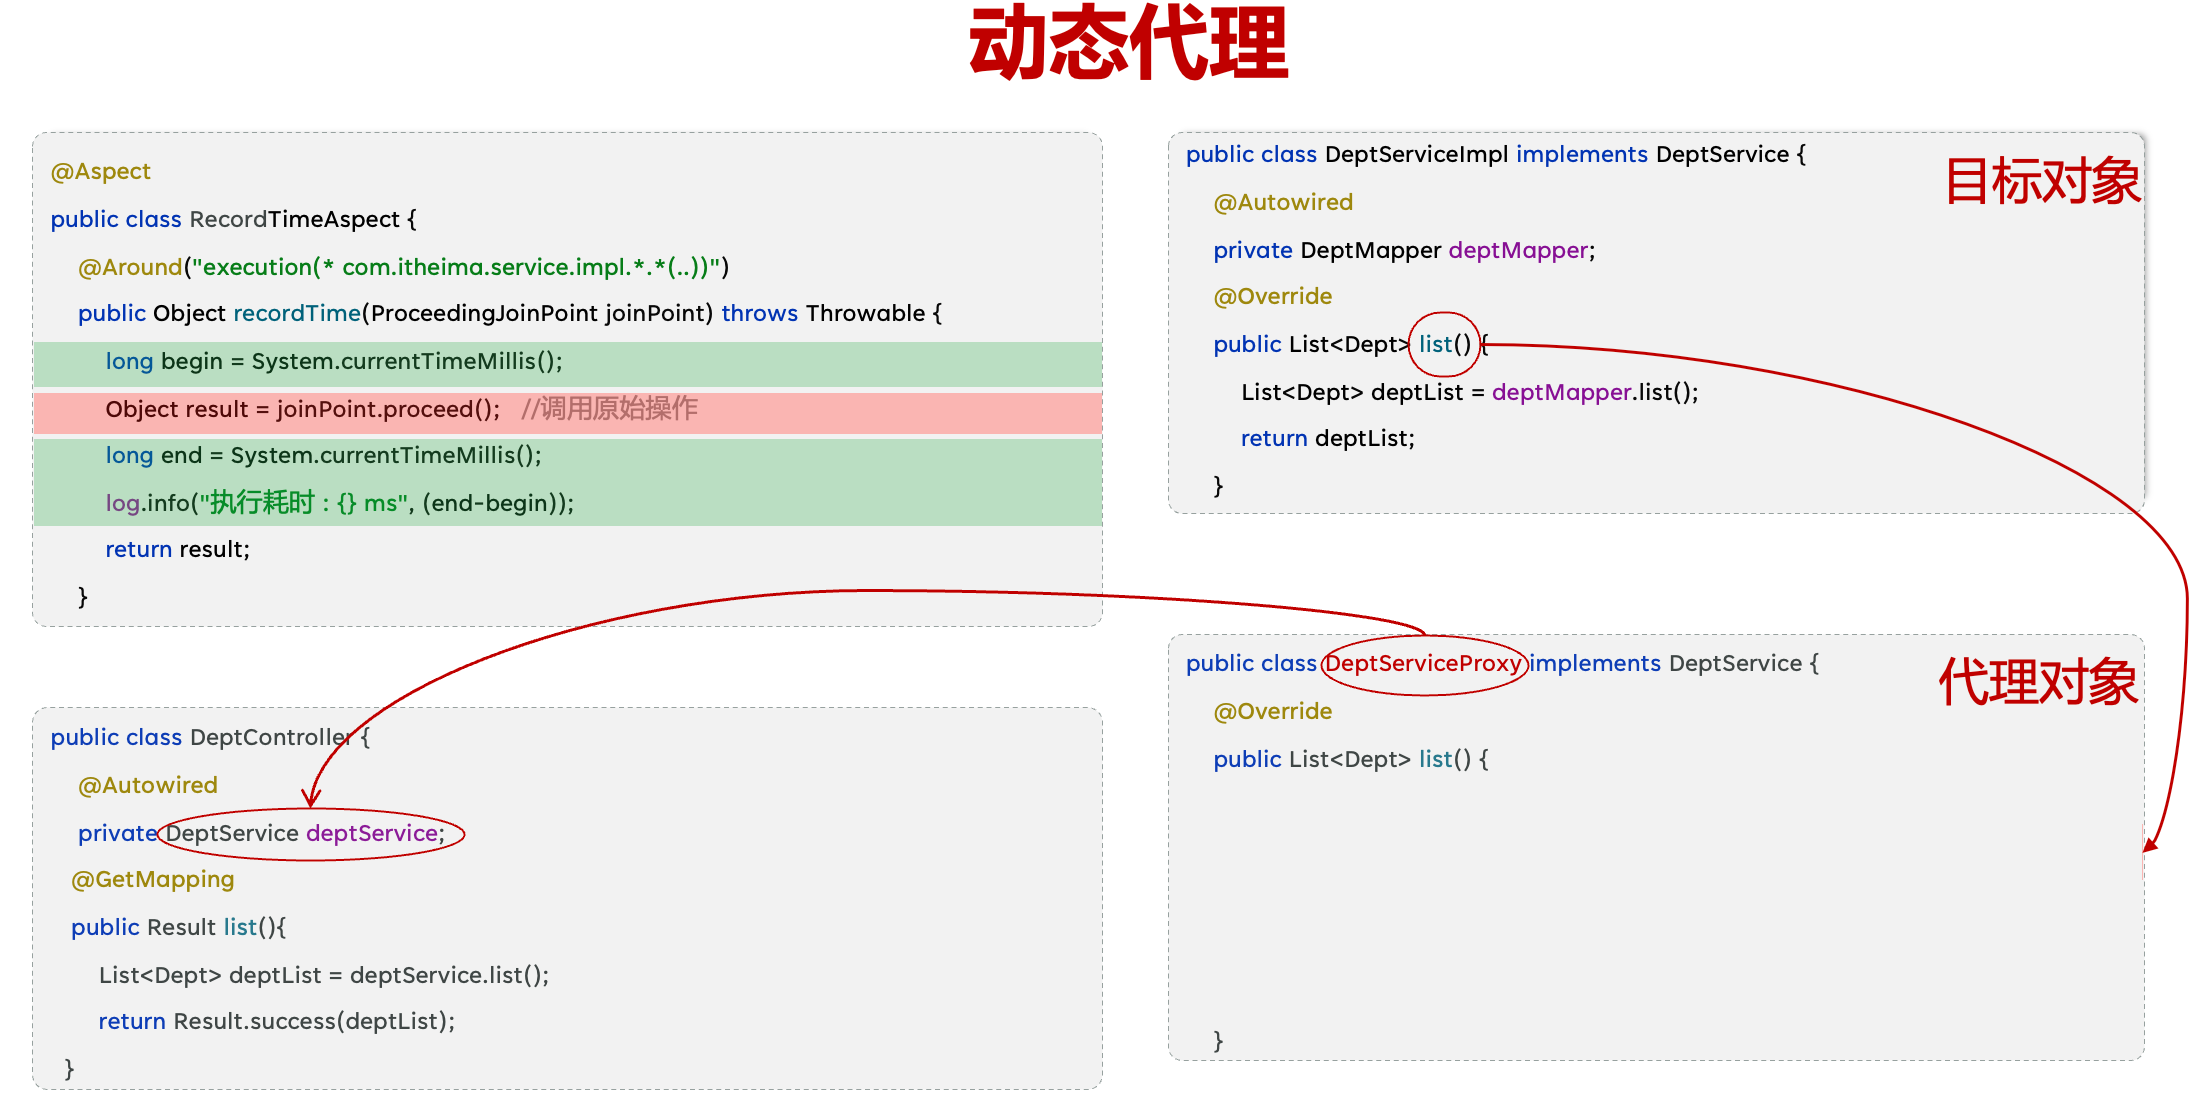 动态代理
@Aspect
public class RecordTimeAspect {
@Around("execution(* com.itheima.service.impl.*.*(..))")
public Object recordTime(ProceedingJoinPoint joinPoint) throws Throwable {
long begin = System.currentTimeMillis();
Object result = joinPoint.proceed(); //调用原始操作
long end = System.currentTimeMillis();
log.info("执行耗时 : {} ms", (end-begin));
return result;
}
public class DeptServiceImpl implements DeptService {
目标对象
@Autowired
private DeptMapper deptMapper;
@Override
public List<Dept> list() {
List<Dept> deptList = deptMapper.list();
return deptList;
}
public class DeptController {
@Autowired
private DeptService deptService;
@GetMapping
public Result list(){
List<Dept> deptList = deptService.list();
return Result.success(deptList);
}
public class DeptServiceProxy implements DeptService {
代理对象
@Override
public List<Dept> list() {
}